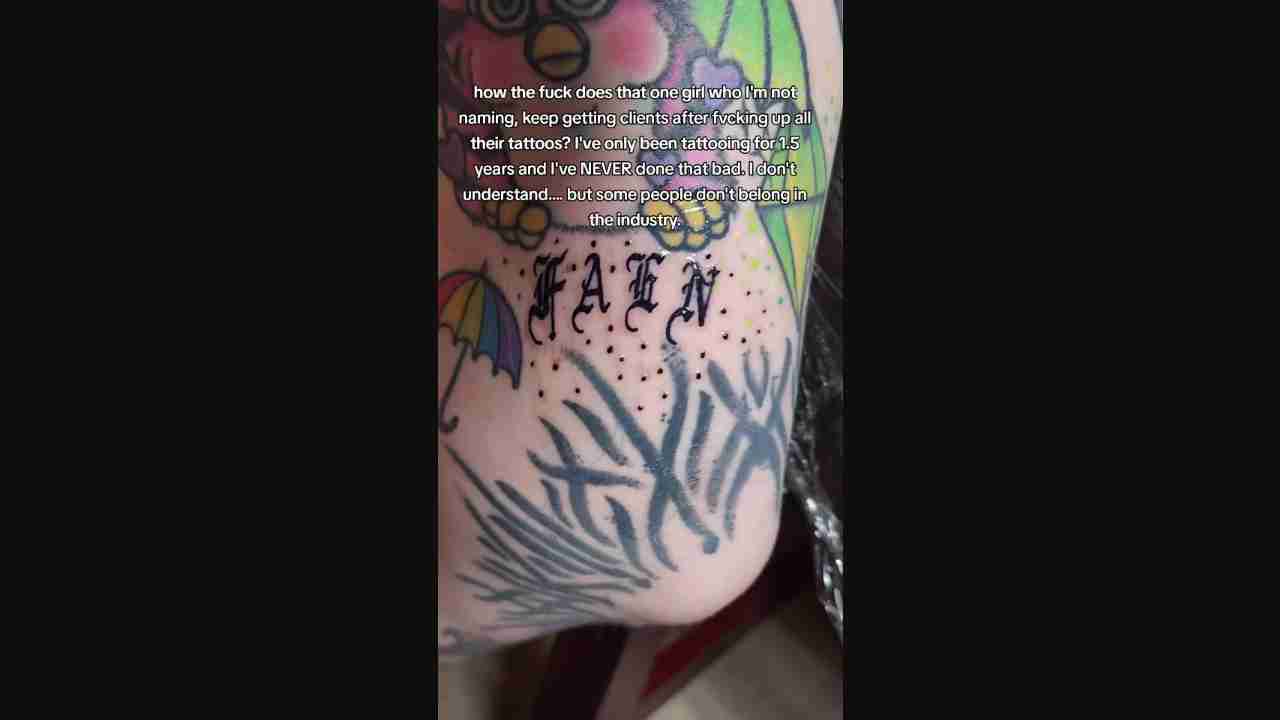 how the fuck does that one girl who I'm not
naming, keep getting clients after fvcking up all
their tattoos? I've only been tattooing for 1.5
years and I've NEVER done that bad. I don't
understand.... but some people don't belong in
the industry.
FAEN